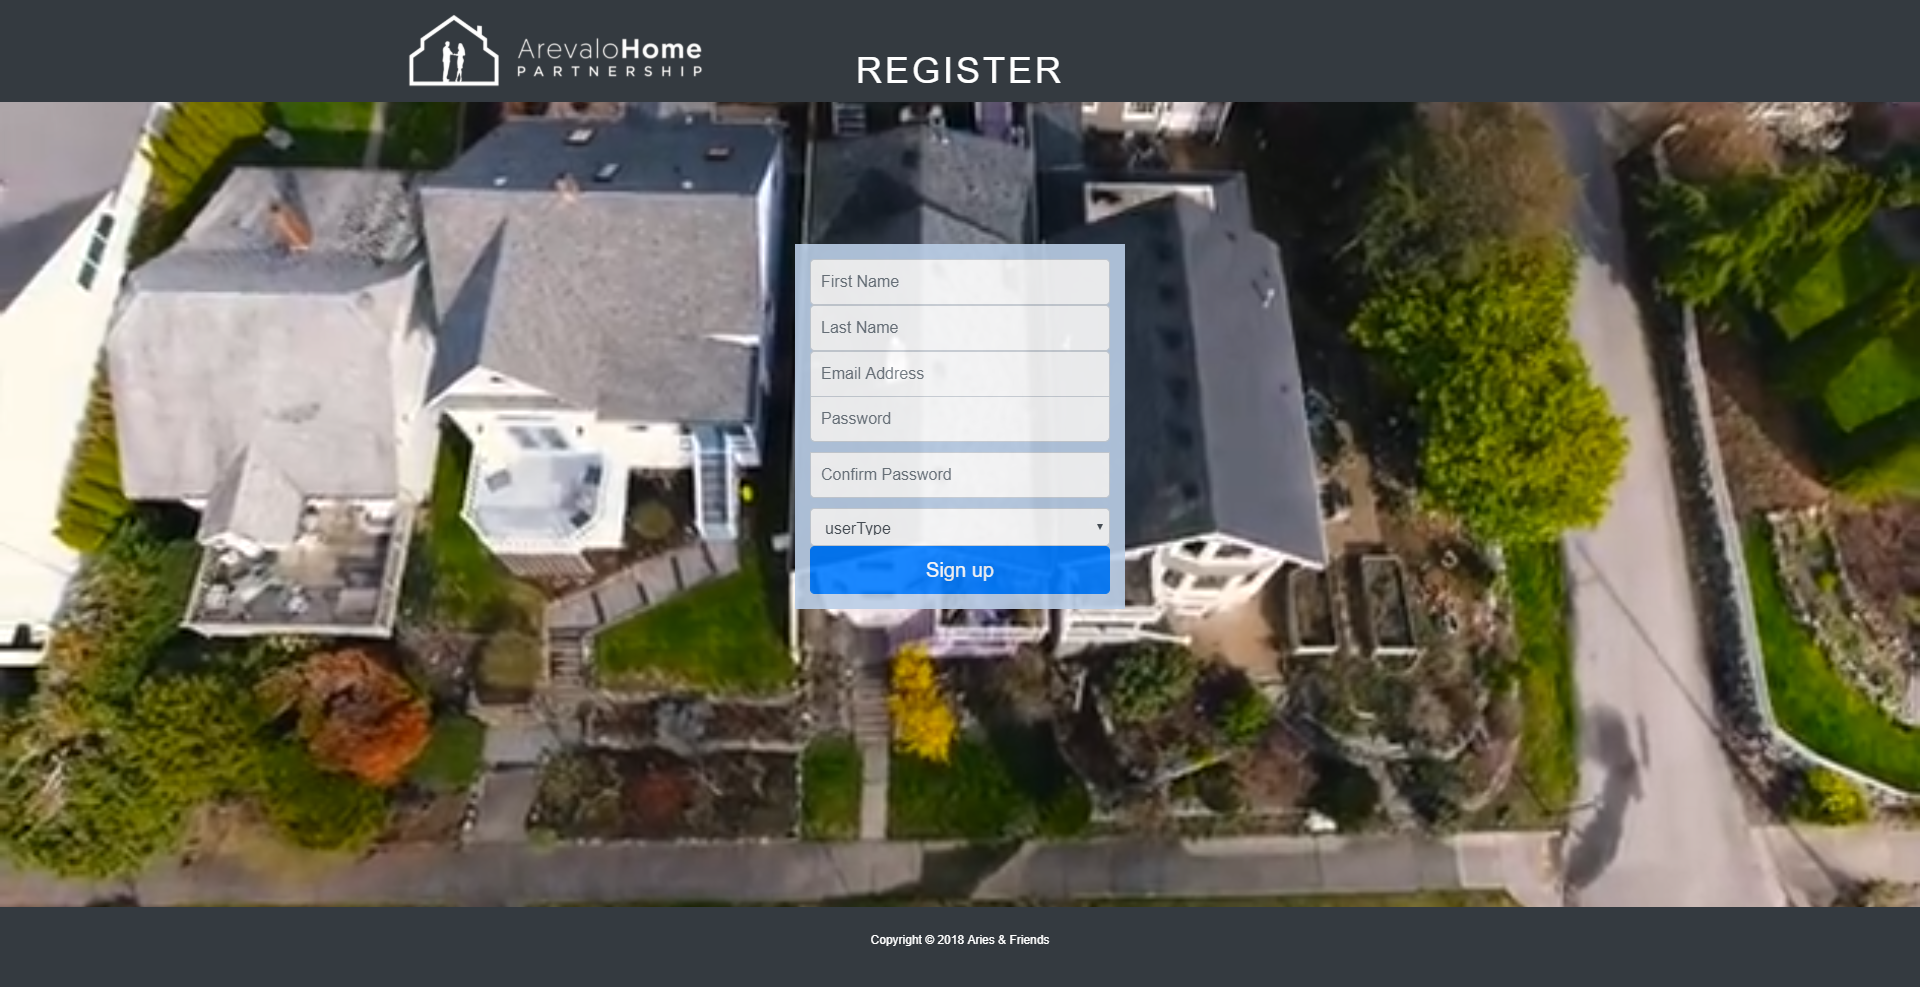 ArevaloHome
PARTNERSHIP
REGISTER
First Name
Last Name
Email Address
Password
Confirm Password
userType
Sign up
Copyright © 2018 Aries & Friends